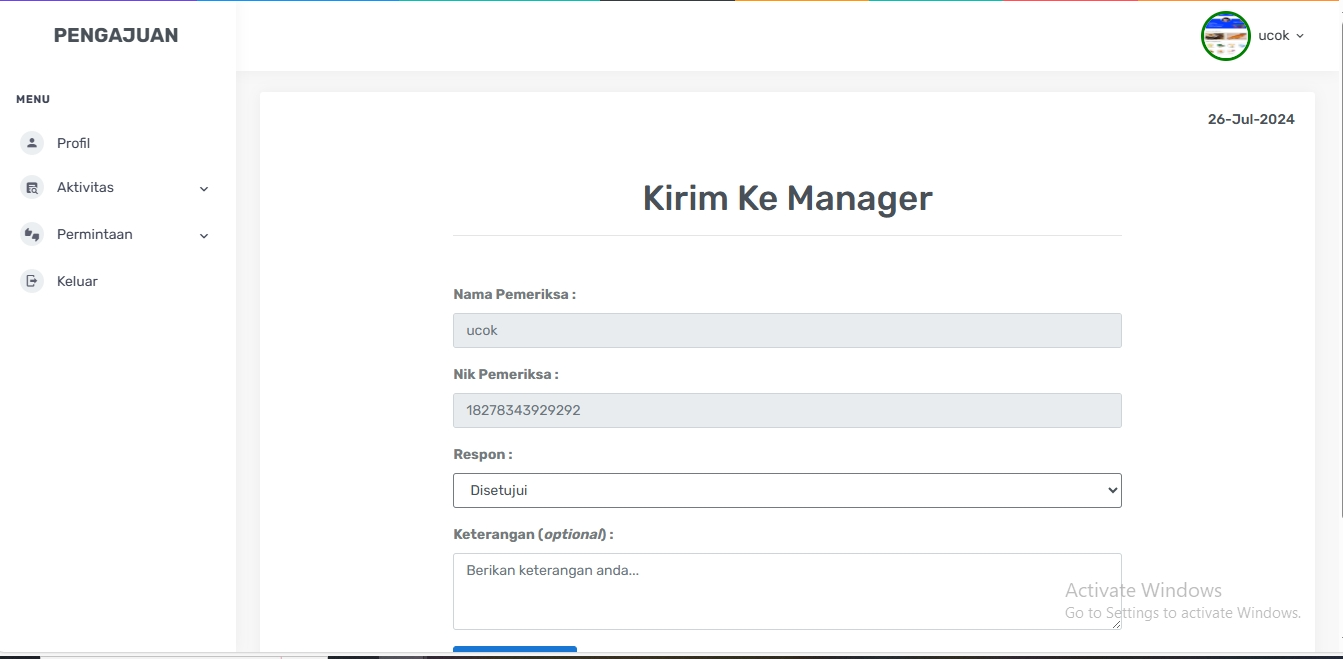 PENGAJUAN
ucok
MENU
Profil
Aktivitas
Permintaan
Keluar
26-Jul-2024
Kirim Ke Manager
Nama Pemeriksa :
ucok
Nik Pemeriksa :
18278343929292
Respon :
Disetujui
Keterangan (optional) :
Berikan keterangan anda...
Activate Windows
Go to Settings to activate Windows.